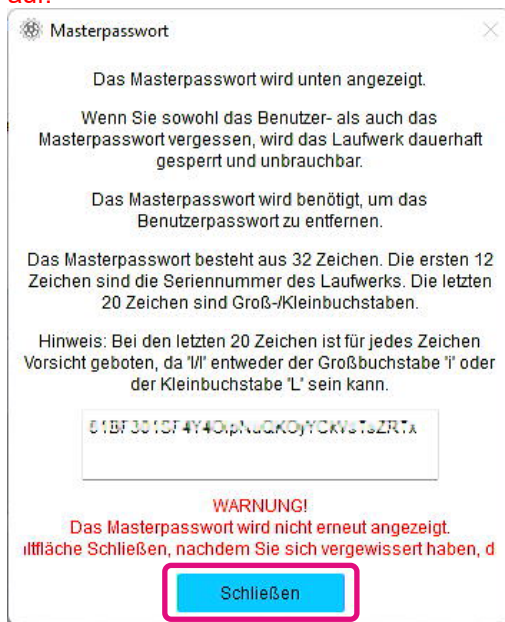 auf.
Masterpasswort
Das Masterpasswort wird unten angezeigt.
Wenn Sie sowohl das Benutzer- als auch das
Masterpasswort vergessen, wird das Laufwerk dauerhaft
gesperrt und unbrauchbar.
Das Masterpasswort wird benötigt, um das
Benutzerpasswort zu entfernen.
Das Masterpasswort besteht aus 32 Zeichen. Die ersten 12
Zeichen sind die Seriennummer des Laufwerks. Die letzten
20 Zeichen sind Groß-/Kleinbuchstaben.
Hinweis: Bei den letzten 20 Zeichen ist für jedes Zeichen
Vorsicht geboten, da 'I/l' entweder der Großbuchstabe 'i' oder
der Kleinbuchstabe 'L' sein kann.
WARNUNG!
Das Masterpasswort wird nicht erneut angezeigt.
ltfläche Schließen, nachdem Sie sich vergewissert haben, d
Schließen